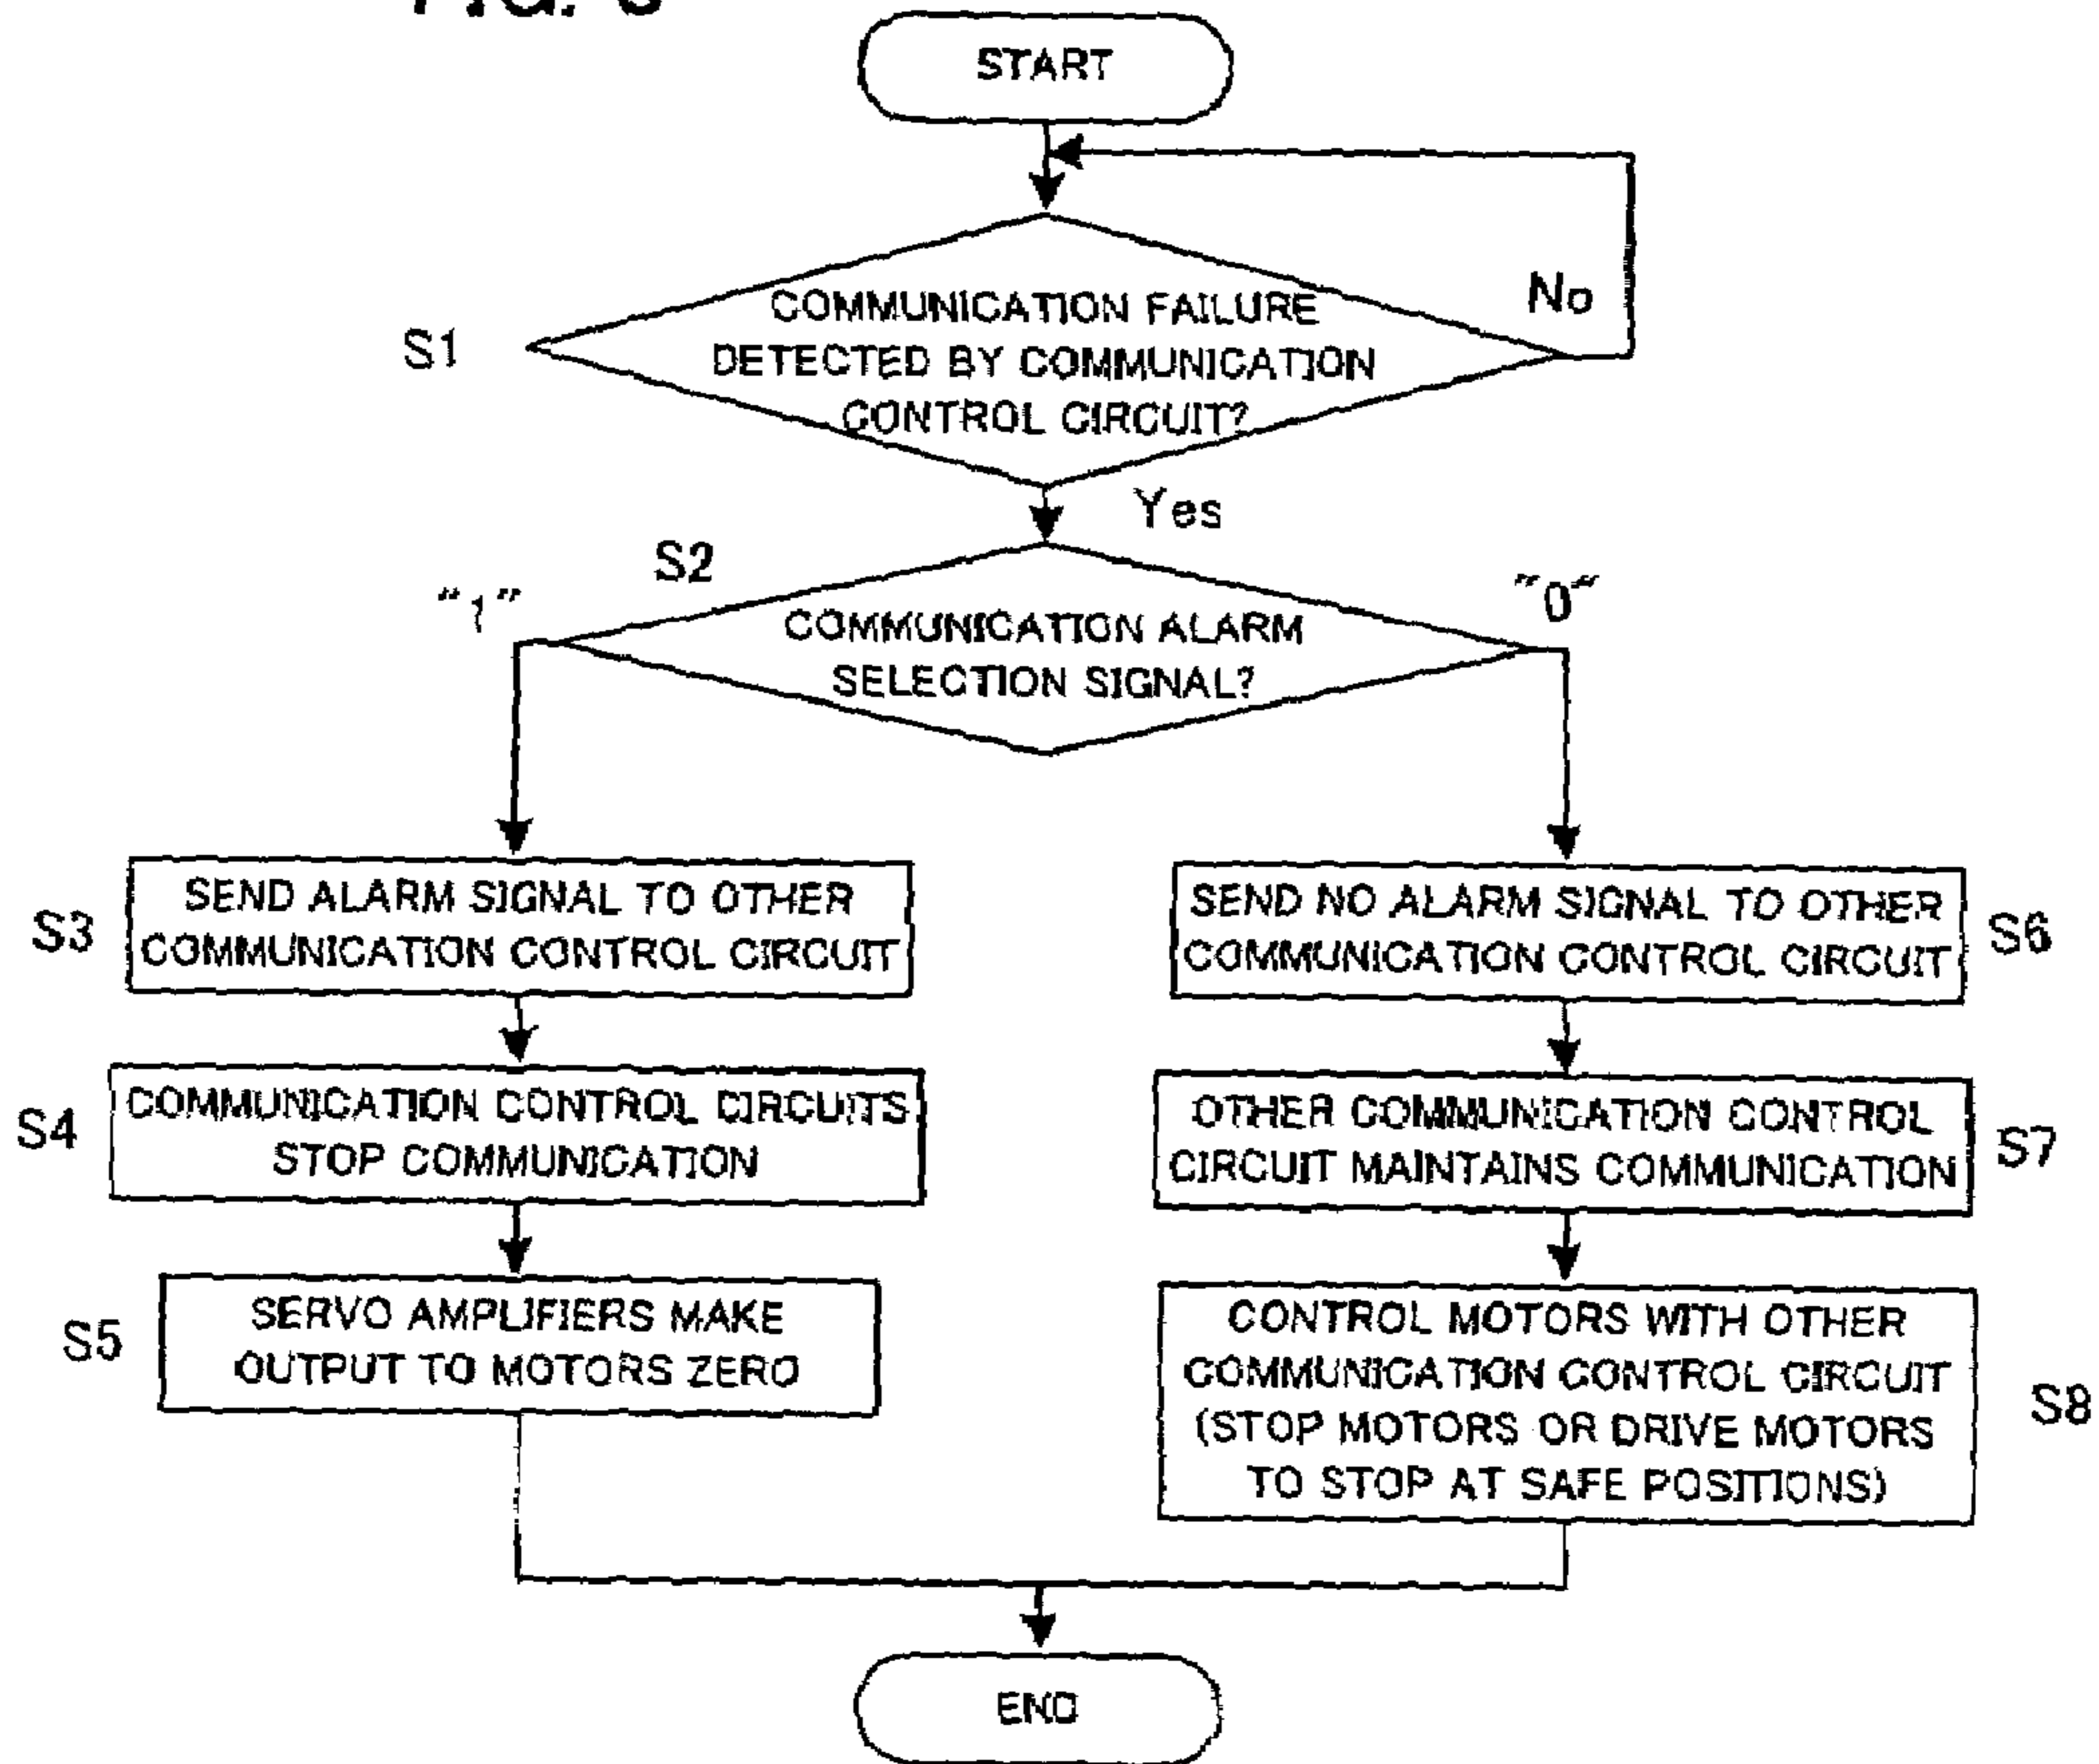 START
COMMUNICATION FAILURE
DETECTED BY COMMUNICATION
CONTROL CIRCUIT?
S1
No
Yes
S2
"1"
"0"
COMMUNICATION ALARM
SELECTION SIGNAL?
S3
SEND ALARM SIGNAL TO OTHER
COMMUNICATION CONTROL CIRCUIT
SEND NO ALARM SIGNAL TO OTHER
COMMUNICATION CONTROL CIRCUIT
S6
S4
COMMUNICATION CONTROL CIRCUITS
STOP COMMUNICATION
OTHER COMMUNICATION CONTROL
CIRCUIT MAINTAINS COMMUNICATION
S7
S5
SERVO AMPLIFIERS MAKE
OUTPUT TO MOTORS ZERO
CONTROL MOTORS WITH OTHER
COMMUNICATION CONTROL CIRCUIT
(STOP MOTORS OR DRIVE MOTORS
TO STOP AT SAFE POSITIONS)
S8
END